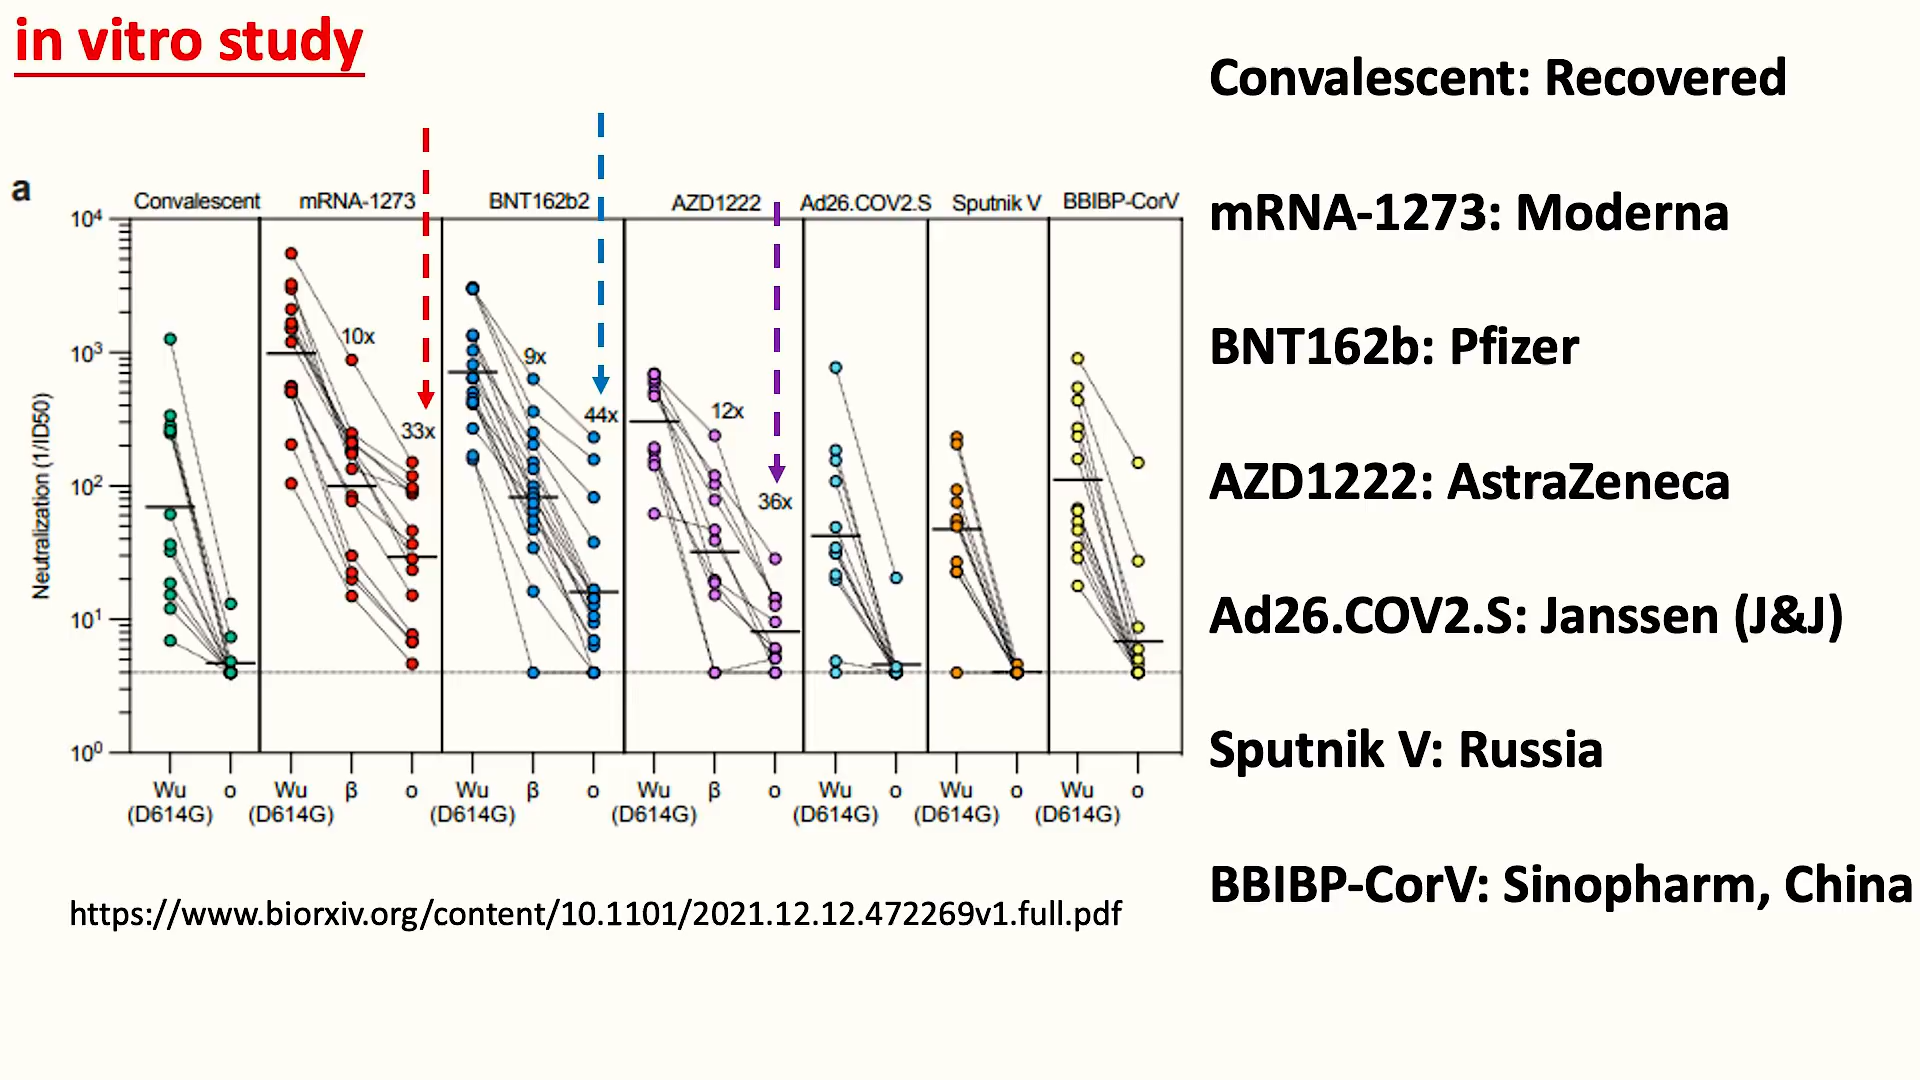 in vitro study
a
Convalescent mRNA-1273 BNT162b2 AZD1222 Ad26.COV2.S Sputnik V BBIBP-CorV
Neutralization (1/ID50)
10⁴
10³
10²
10¹
10⁰
10x
33x
9x
44x
12x
36x
Wu o Wu β o Wu β o Wu β o Wu o Wu o Wu o
(D614G) (D614G) (D614G) (D614G) (D614G) (D614G) (D614G)
https://www.biorxiv.org/content/10.1101/2021.12.12.472269v1.full.pdf
Convalescent: Recovered
mRNA-1273: Moderna
BNT162b: Pfizer
AZD1222: AstraZeneca
Ad26.COV2.S: Janssen (J&J)
Sputnik V: Russia
BBIBP-CorV: Sinopharm, China